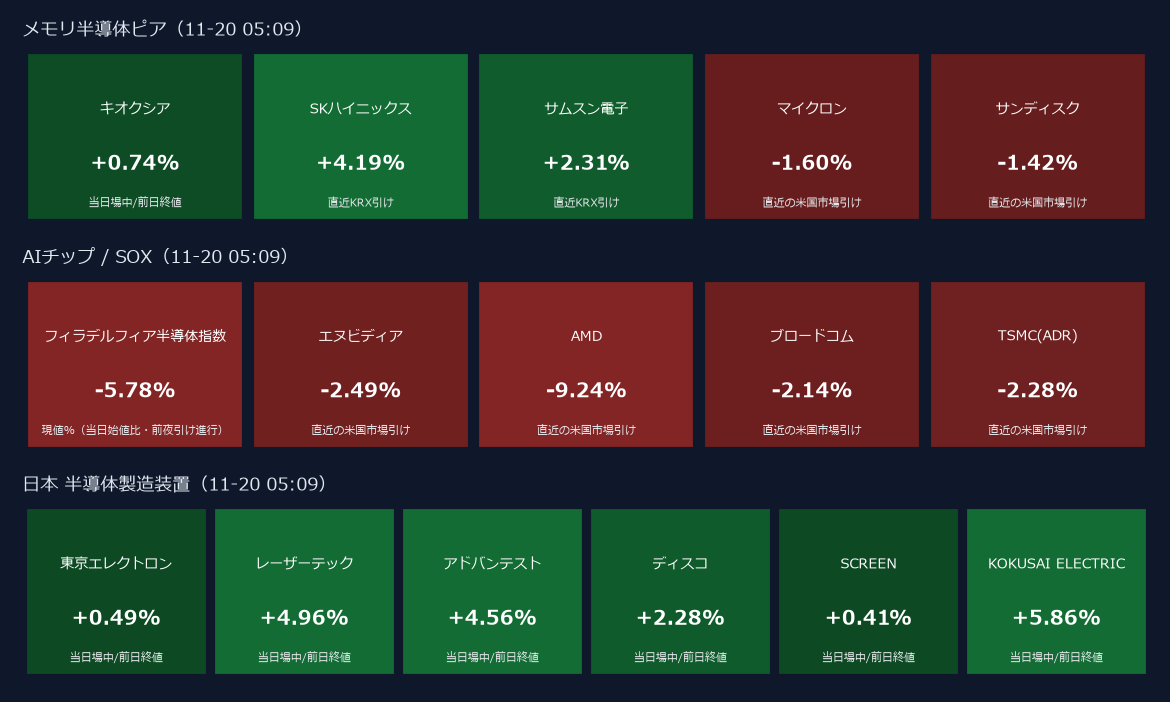 メモリ半導体ピア（11-20 05:09）
キオクシア
+0.74%
当日場中/前日終値
SKハイニックス
+4.19%
直近KRX引け
サムスン電子
+2.31%
直近KRX引け
マイクロン
-1.60%
直近の米国市場引け
サンディスク
-1.42%
直近の米国市場引け
AIチップ / SOX（11-20 05:09）
フィラデルフィア半導体指数
-5.78%
現値%（当日始値比・前夜引け進行）
エヌビディア
-2.49%
直近の米国市場引け
AMD
-9.24%
直近の米国市場引け
ブロードコム
-2.14%
直近の米国市場引け
TSMC(ADR)
-2.28%
直近の米国市場引け
日本 半導体製造装置（11-20 05:09）
東京エレクトロン
+0.49%
当日場中/前日終値
レーザーテック
+4.96%
当日場中/前日終値
アドバンテスト
+4.56%
当日場中/前日終値
ディスコ
+2.28%
当日場中/前日終値
SCREEN
+0.41%
当日場中/前日終値
KOKUSAI ELECTRIC
+5.86%
当日場中/前日終値